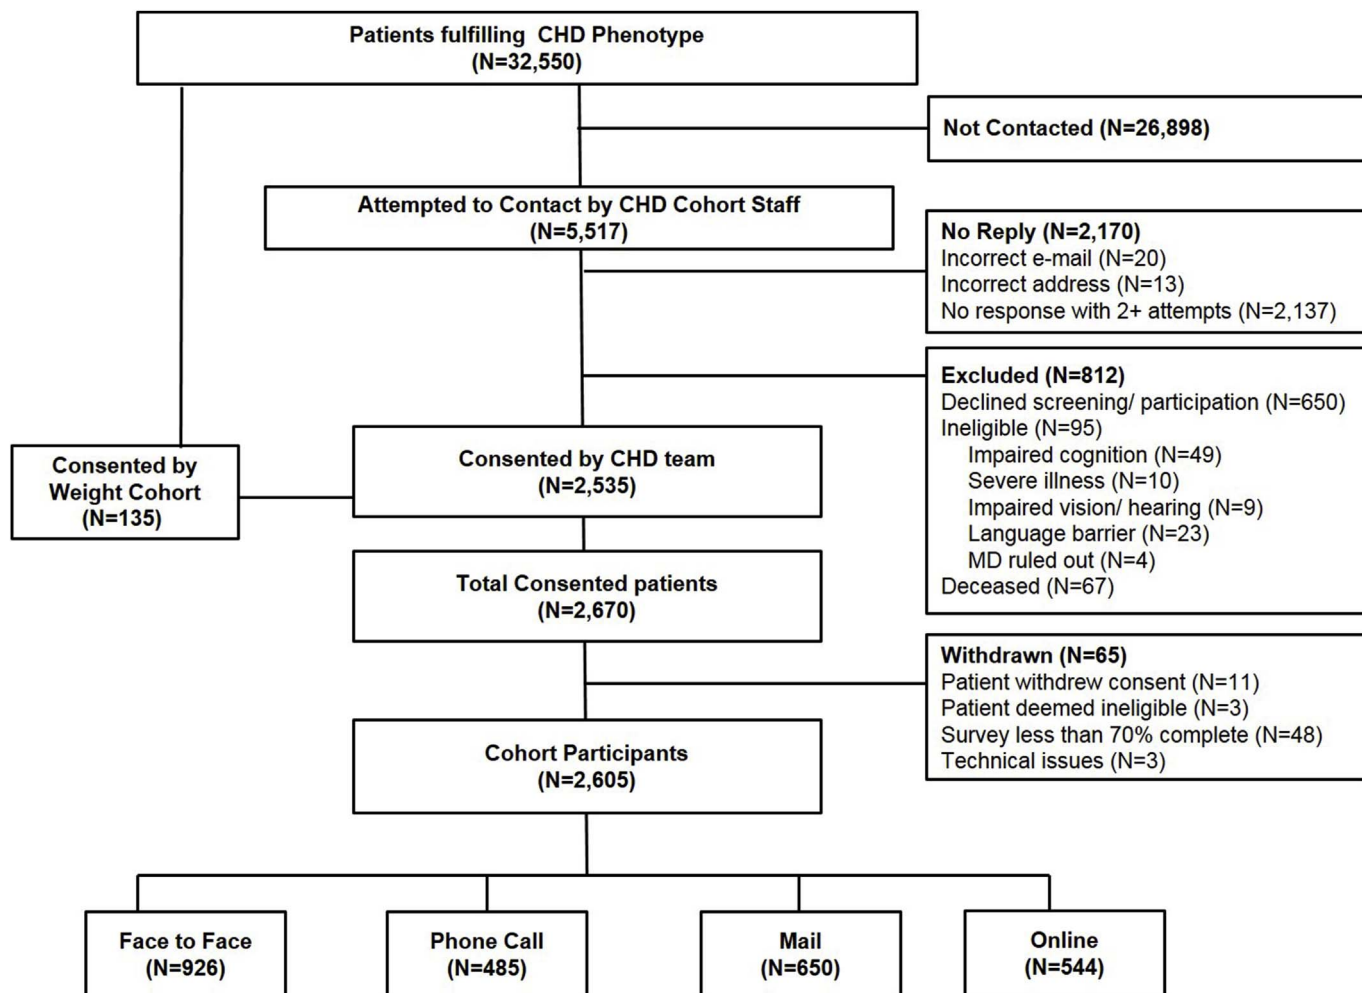 Patients fulfilling CHD Phenotype
(N=32,550)
Not Contacted (N=26,898)
Attempted to Contact by CHD Cohort Staff
(N=5,517)
No Reply (N=2,170)
Incorrect e-mail (N=20)
Incorrect address (N=13)
No response with 2+ attempts (N=2,137)
Excluded (N=812)
Declined screening/ participation (N=650)
Ineligible (N=95)
Impaired cognition (N=49)
Severe illness (N=10)
Impaired vision/ hearing (N=9)
Language barrier (N=23)
MD ruled out (N=4)
Deceased (N=67)
Consented by
Weight Cohort
(N=135)
Consented by CHD team
(N=2,535)
Total Consented patients
(N=2,670)
Withdrawn (N=65)
Patient withdrew consent (N=11)
Patient deemed ineligible (N=3)
Survey less than 70% complete (N=48)
Technical issues (N=3)
Cohort Participants
(N=2,605)
Face to Face
(N=926)
Phone Call
(N=485)
Mail
(N=650)
Online
(N=544)